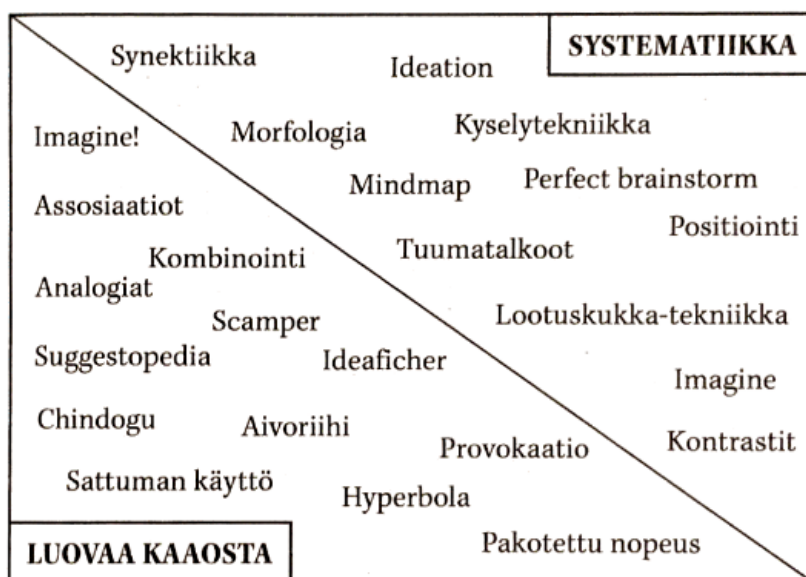 SYSTEMATIIKKA
Synektiikka
Ideation
Imagine!
Morfologia
Kyselytekniikka
Mindmap
Perfect brainstorm
Assosiaatiot
Positiointi
Kombinointi
Tuumatalkoot
Analogiat
Scamper
Lootuskukka-tekniikka
Suggestopedia
Ideaficher
Imagine
Chindogu
Aivoriihi
Provokaatio
Kontrastit
Sattuman käyttö
Hyperbola
LUOVAA KAAOSTA
Pakotettu nopeus